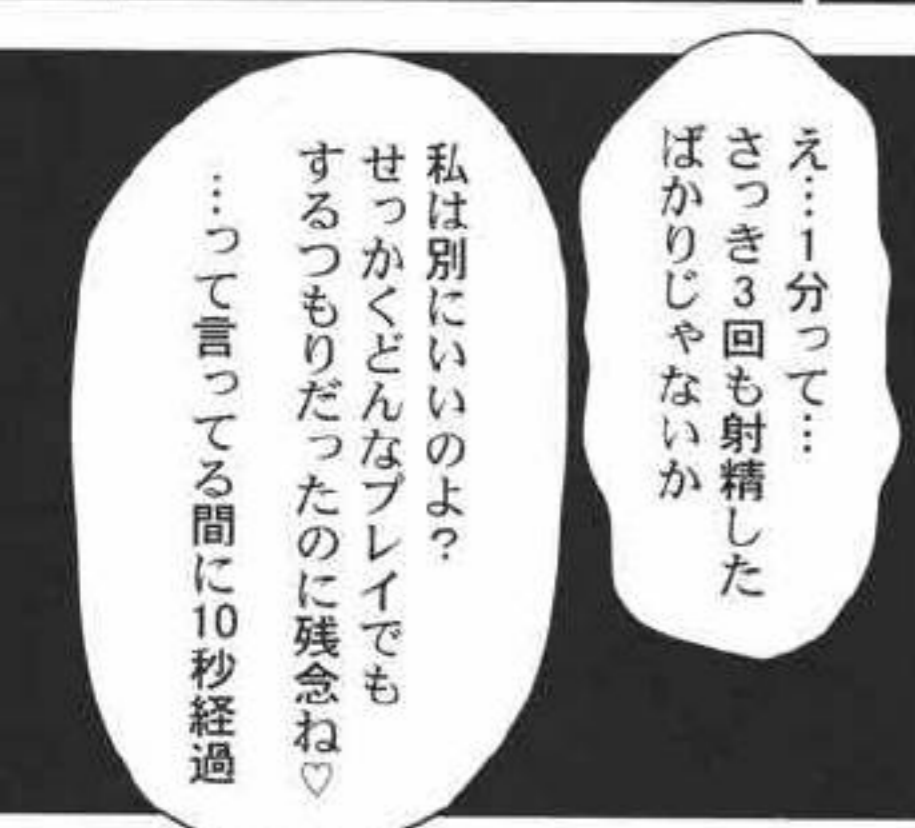 え…1分って…
さっき3回も射精した
ばかりじゃないか
私は別にいいのよ?
せっかくどんなプレイでも
するつもりだったのに残念ね♡
…って言ってる間に10秒経過